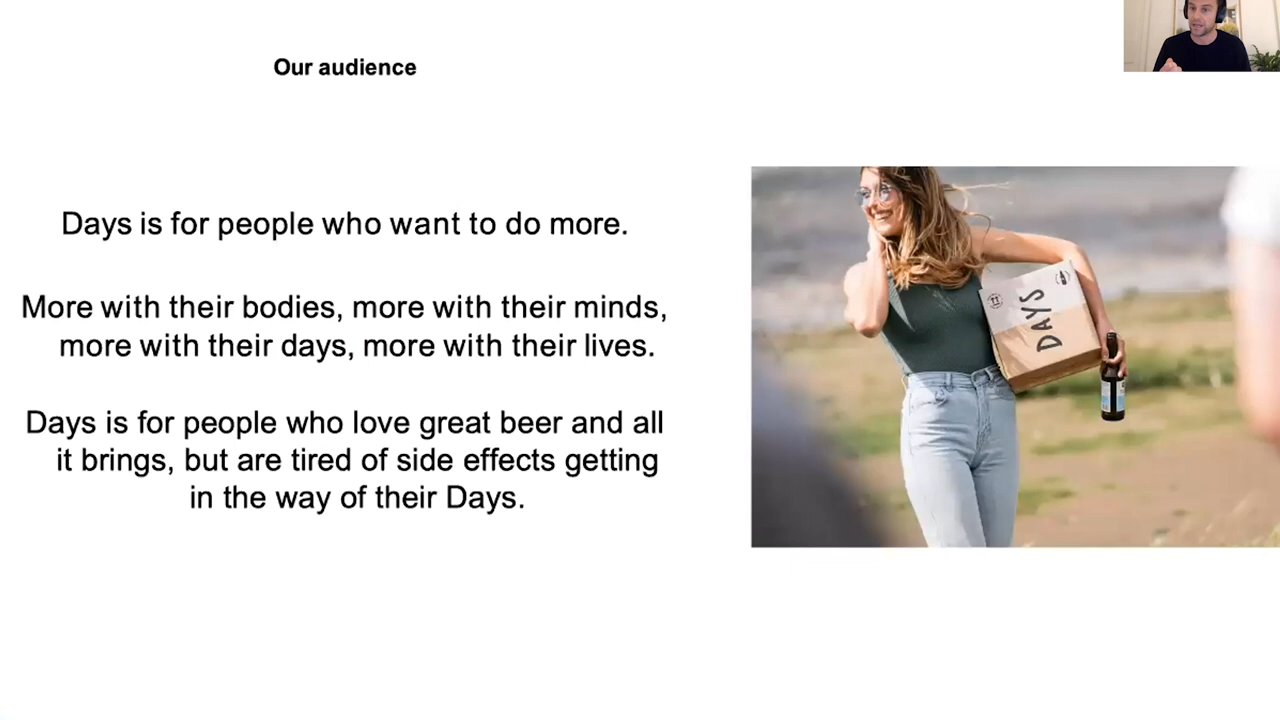 Our audience
Days is for people who want to do more.
More with their bodies, more with their minds,
more with their days, more with their lives.
Days is for people who love great beer and all
it brings, but are tired of side effects getting
in the way of their Days.
DAYS